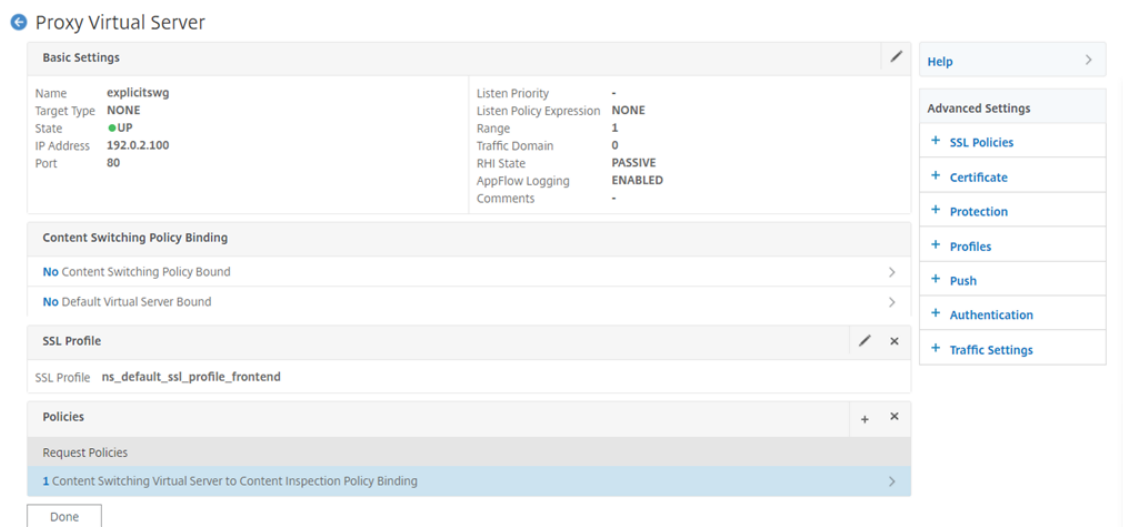 Proxy Virtual Server
Basic Settings
Name explicitswg
Target Type NONE
State UP
IP Address 192.0.2.100
Port 80
Listen Priority -
Listen Policy Expression NONE
Range 1
Traffic Domain 0
RHI State PASSIVE
AppFlow Logging ENABLED
Comments -
Content Switching Policy Binding
No Content Switching Policy Bound
No Default Virtual Server Bound
SSL Profile
SSL Profile ns_default_ssl_profile_frontend
Policies
Request Policies
1 Content Switching Virtual Server to Content Inspection Policy Binding
Done
Help
Advanced Settings
+ SSL Policies
+ Certificate
+ Protection
+ Profiles
+ Push
+ Authentication
+ Traffic Settings